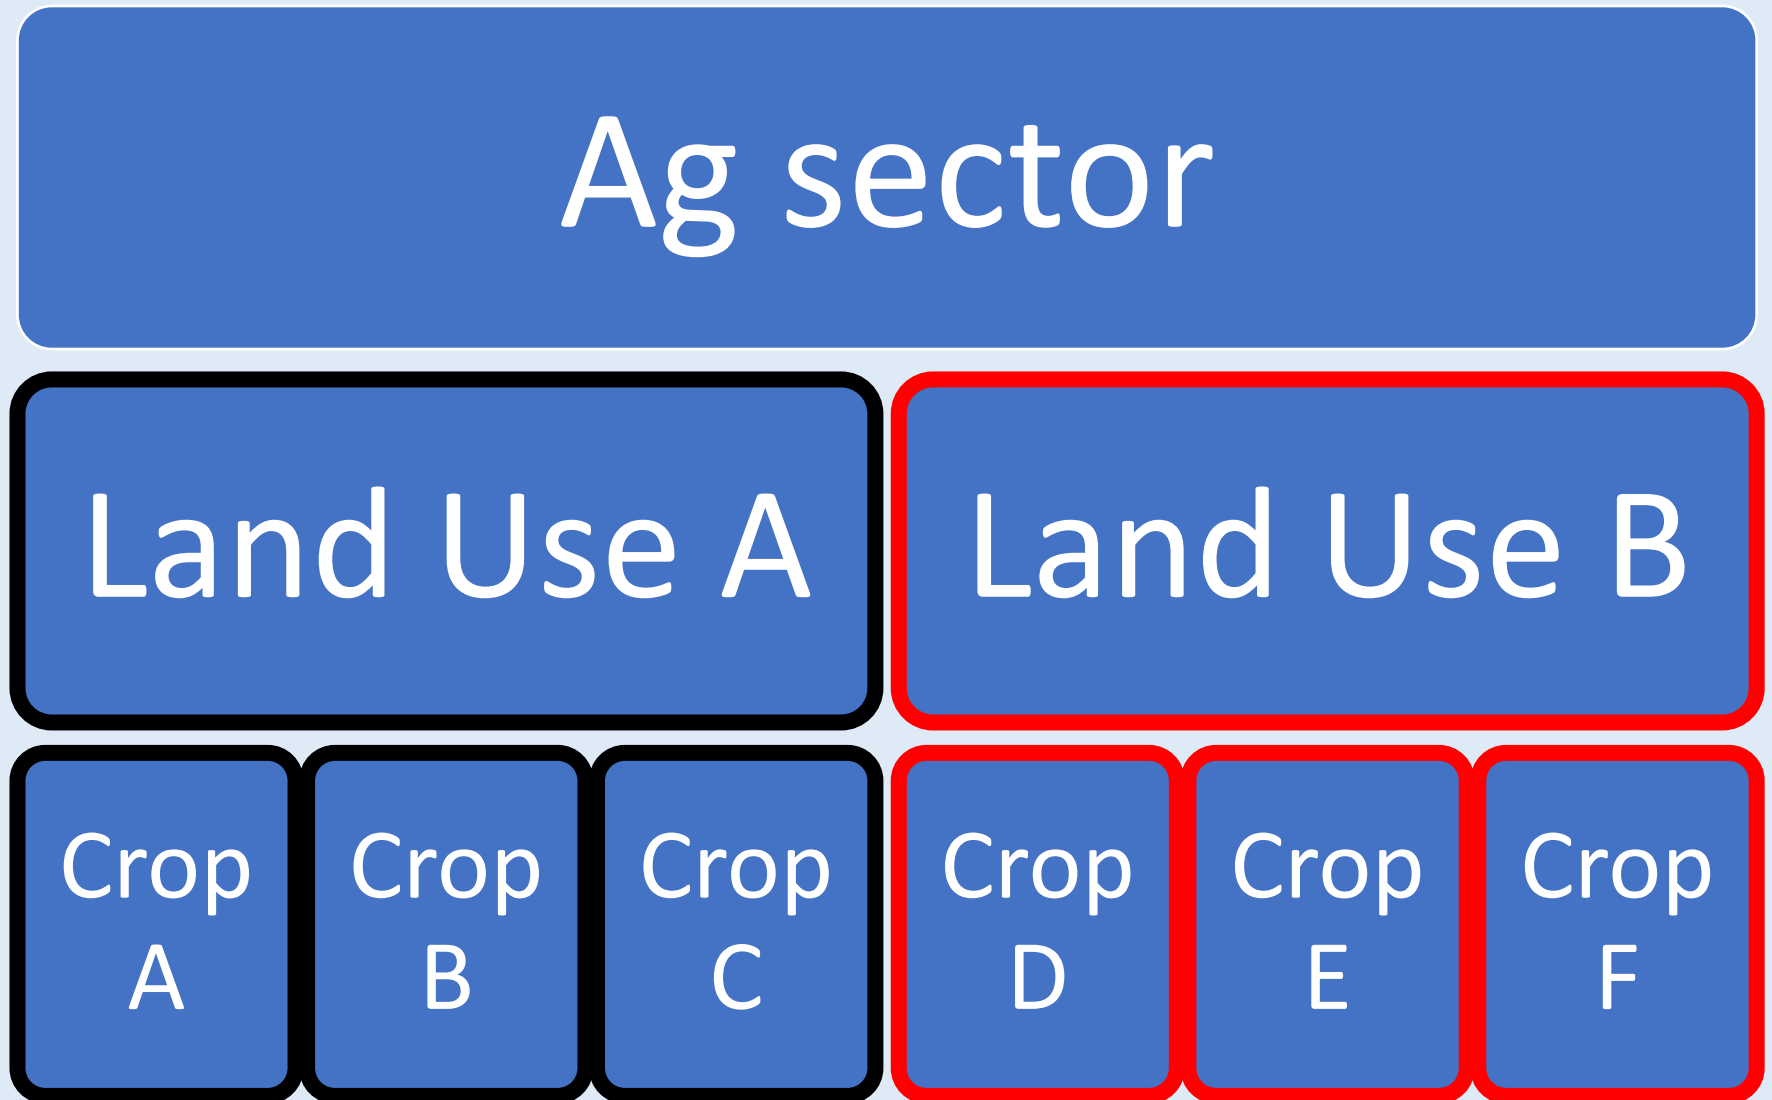 Ag sector
Land Use A
Land Use B
Crop
A
Crop
B
Crop
C
Crop
D
Crop
E
Crop
F